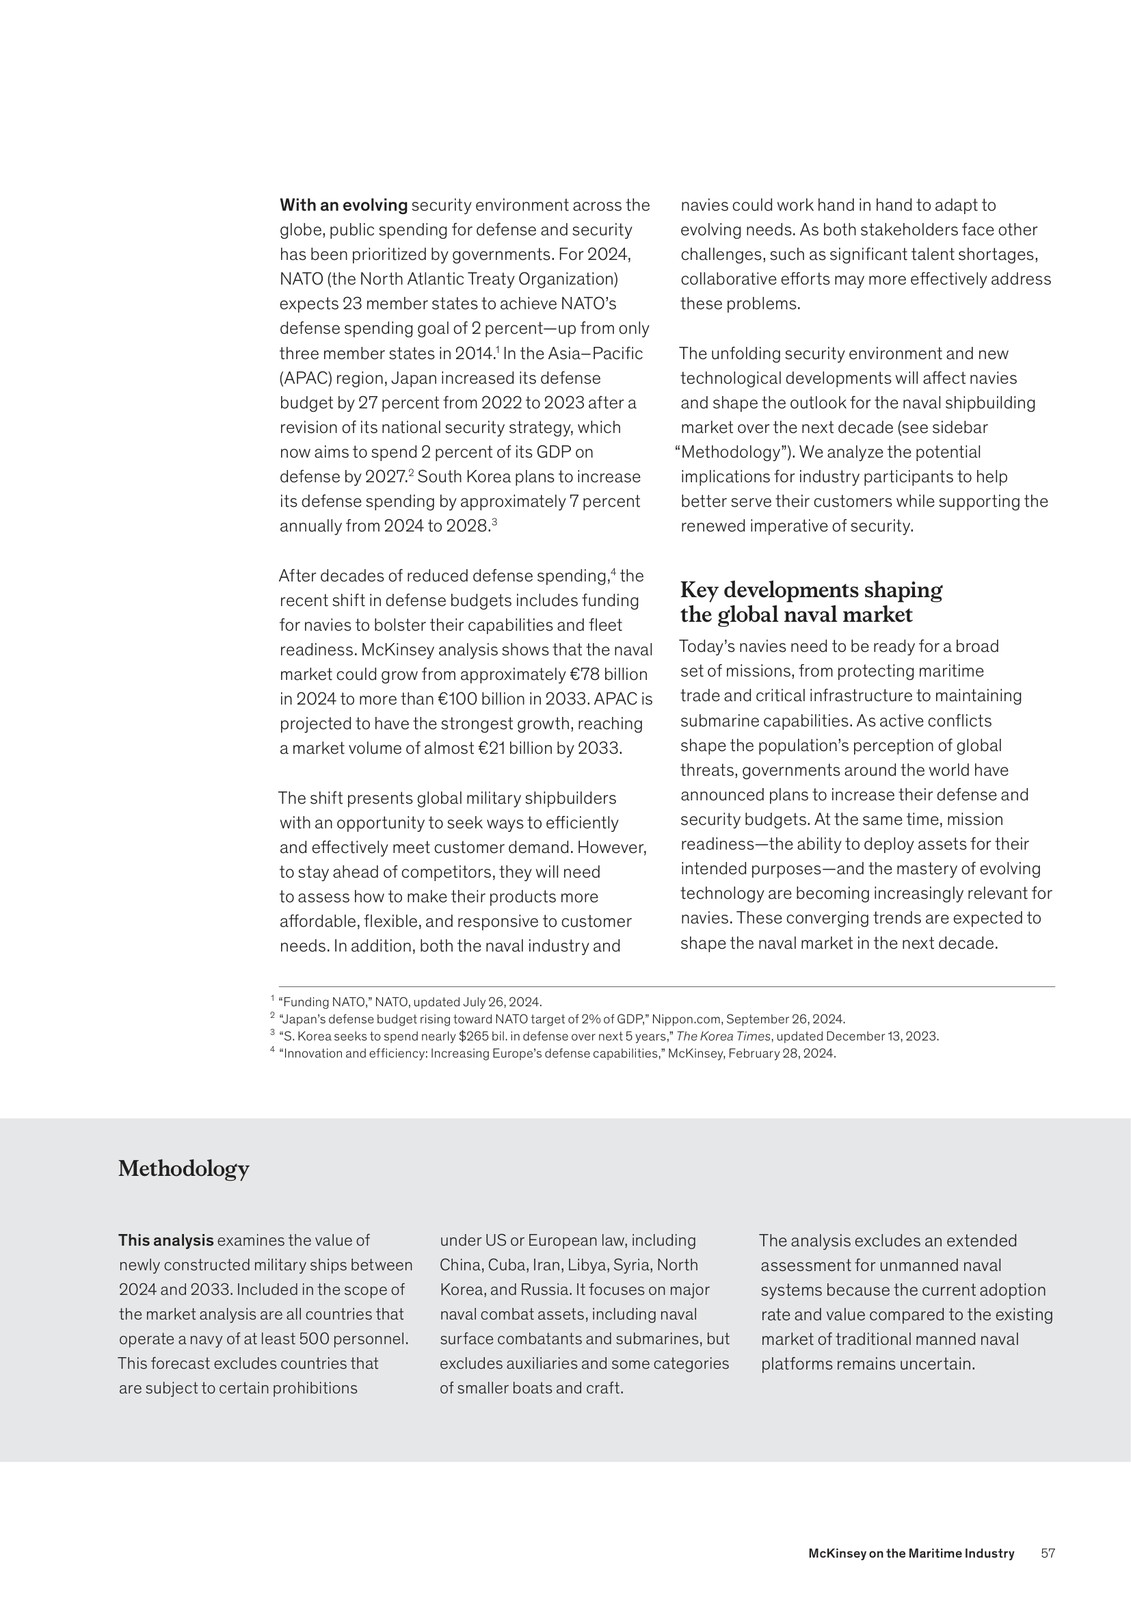 With an evolving security environment across the
globe, public spending for defense and security
has been prioritized by governments. For 2024,
NATO (the North Atlantic Treaty Organization)
expects 23 member states to achieve NATO’s
defense spending goal of 2 percent—up from only
three member states in 2014.¹ In the Asia–Pacific
(APAC) region, Japan increased its defense
budget by 27 percent from 2022 to 2023 after a
revision of its national security strategy, which
now aims to spend 2 percent of its GDP on
defense by 2027.² South Korea plans to increase
its defense spending by approximately 7 percent
annually from 2024 to 2028.³
After decades of reduced defense spending,⁴ the
recent shift in defense budgets includes funding
for navies to bolster their capabilities and fleet
readiness. McKinsey analysis shows that the naval
market could grow from approximately €78 billion
in 2024 to more than €100 billion in 2033. APAC is
projected to have the strongest growth, reaching
a market volume of almost €21 billion by 2033.
The shift presents global military shipbuilders
with an opportunity to seek ways to efficiently
and effectively meet customer demand. However,
to stay ahead of competitors, they will need
to assess how to make their products more
affordable, flexible, and responsive to customer
needs. In addition, both the naval industry and
navies could work hand in hand to adapt to
evolving needs. As both stakeholders face other
challenges, such as significant talent shortages,
collaborative efforts may more effectively address
these problems.
The unfolding security environment and new
technological developments will affect navies
and shape the outlook for the naval shipbuilding
market over the next decade (see sidebar
“Methodology”). We analyze the potential
implications for industry participants to help
better serve their customers while supporting the
renewed imperative of security.
Key developments shaping
the global naval market
Today’s navies need to be ready for a broad
set of missions, from protecting maritime
trade and critical infrastructure to maintaining
submarine capabilities. As active conflicts
shape the population’s perception of global
threats, governments around the world have
announced plans to increase their defense and
security budgets. At the same time, mission
readiness—the ability to deploy assets for their
intended purposes—and the mastery of evolving
technology are becoming increasingly relevant for
navies. These converging trends are expected to
shape the naval market in the next decade.
¹ “Funding NATO,” NATO, updated July 26, 2024.
² “Japan’s defense budget rising toward NATO target of 2% of GDP,” Nippon.com, September 26, 2024.
³ “S. Korea seeks to spend nearly $265 bil. in defense over next 5 years,” The Korea Times, updated December 13, 2023.
⁴ “Innovation and efficiency: Increasing Europe’s defense capabilities,” McKinsey, February 28, 2024.
Methodology
This analysis examines the value of
newly constructed military ships between
2024 and 2033. Included in the scope of
the market analysis are all countries that
operate a navy of at least 500 personnel.
This forecast excludes countries that
are subject to certain prohibitions
under US or European law, including
China, Cuba, Iran, Libya, Syria, North
Korea, and Russia. It focuses on major
naval combat assets, including naval
surface combatants and submarines, but
excludes auxiliaries and some categories
of smaller boats and craft.
The analysis excludes an extended
assessment for unmanned naval
systems because the current adoption
rate and value compared to the existing
market of traditional manned naval
platforms remains uncertain.
McKinsey on the Maritime Industry 57